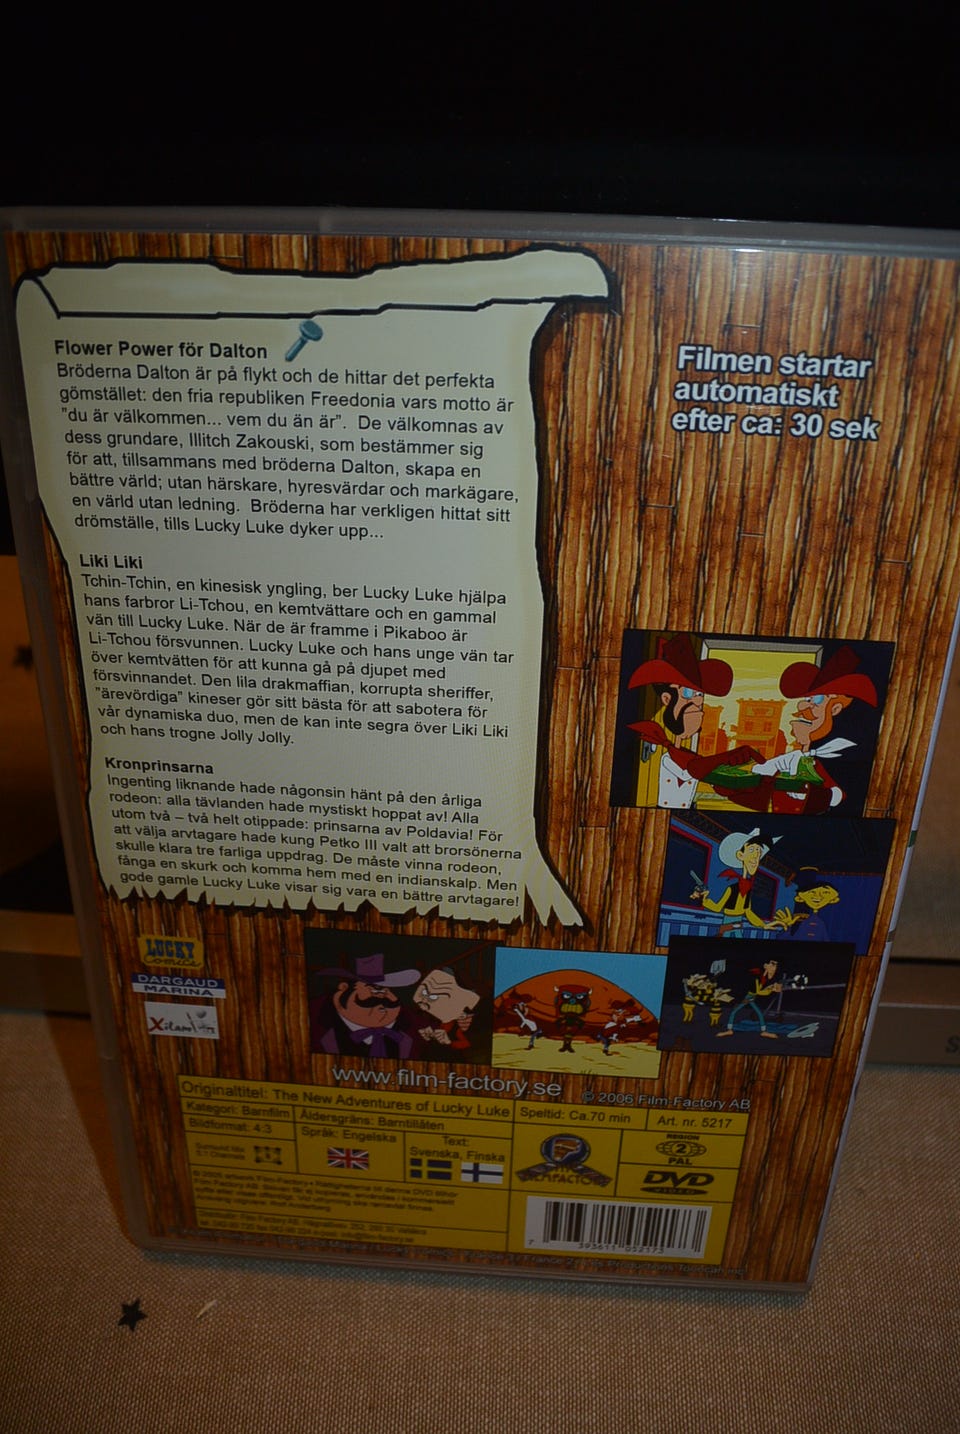 Flower Power för Dalton
Bröderna Dalton är på flykt och de hittar det perfekta
gömstället: den fria republiken Freedonia vars motto är
"du är välkommen... vem du än är". De välkomnas av
dess grundare, Illitch Zakouski, som bestämmer sig
för att, tillsammans med bröderna Dalton, skapa en
bättre värld; utan härskare, hyresvärdar och markägare,
en värld utan ledning. Bröderna har verkligen hittat sitt
drömställe, tills Lucky Luke dyker upp...
Liki Liki
Tchin-Tchin, en kinesisk yngling, ber Lucky Luke hjälpa
hans farbror Li-Tchou, en kemtvättare och en gammal
vän till Lucky Luke. När de är framme i Pikaboo är
Li-Tchou försvunnen. Lucky Luke och hans unge vän tar
över kemtvätten för att kunna gå på djupet med
försvinnandet. Den lila drakmaffian, korrupta sheriffer,
"ärevördiga" kineser gör sitt bästa för att sabotera för
vår dynamiska duo, men de kan inte segra över Liki Liki
och hans trogne Jolly Jolly.
Kronprinsarna
Ingenting liknande hade någonsin hänt på den årliga
rodeon: alla tävlanden hade mystiskt hoppat av! Alla
utom två – två helt otippade: prinsarna av Poldavia! För
att välja arvtagare hade kung Petko III valt att brorsönerna
skulle klara tre farliga uppdrag. De måste vinna rodeon,
fånga en skurk och komma hem med en indianskalp. Men
gode gamle Lucky Luke visar sig vara en bättre arvtagare!
Filmen startar
automatiskt
efter ca: 30 sek
LUCKY
Comics
DARGAUD
MARINA
Xilam
www.film-factory.se
© 2006 Film-Factory AB
Originaltitel: The New Adventures of Lucky Luke
Speltid: Ca.70 min
Art. nr. 5217
Kategori: Barnfilm
Åldersgräns: Barntillåten
Bildformat: 4:3
Språk: Engelska
Text:
Svenska, Finska
5.1 Channels
REGION
2
PAL
DVD
VIDEO
FILMFACTORY
7 393611 052173